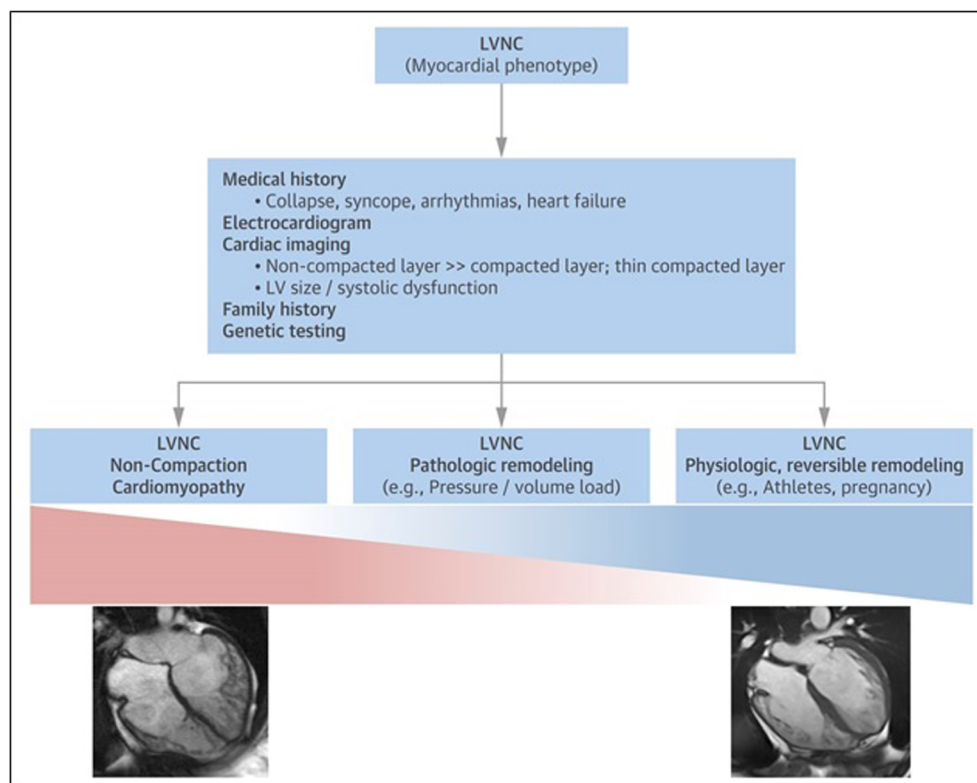 LVNC
(Myocardial phenotype)
Medical history
• Collapse, syncope, arrhythmias, heart failure
Electrocardiogram
Cardiac imaging
• Non-compacted layer >> compacted layer; thin compacted layer
• LV size / systolic dysfunction
Family history
Genetic testing
LVNC
Non-Compaction
Cardiomyopathy
LVNC
Pathologic remodeling
(e.g., Pressure / volume load)
LVNC
Physiologic, reversible remodeling
(e.g., Athletes, pregnancy)